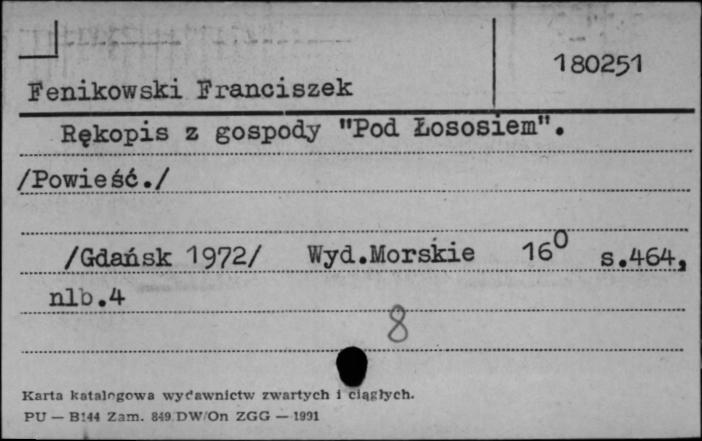 180251
Fenikowski Franciszek
Rękopis z gospody "Pod Łososiem".
/Powieść./
/Gdańsk 1972/ Wyd.Morskie 16⁰ s.464,
nlb.4
8
Karta katalogowa wydawnictw zwartych i ciągłych.
PU — B144 Zam. 849 DW/On ZGG — 1991